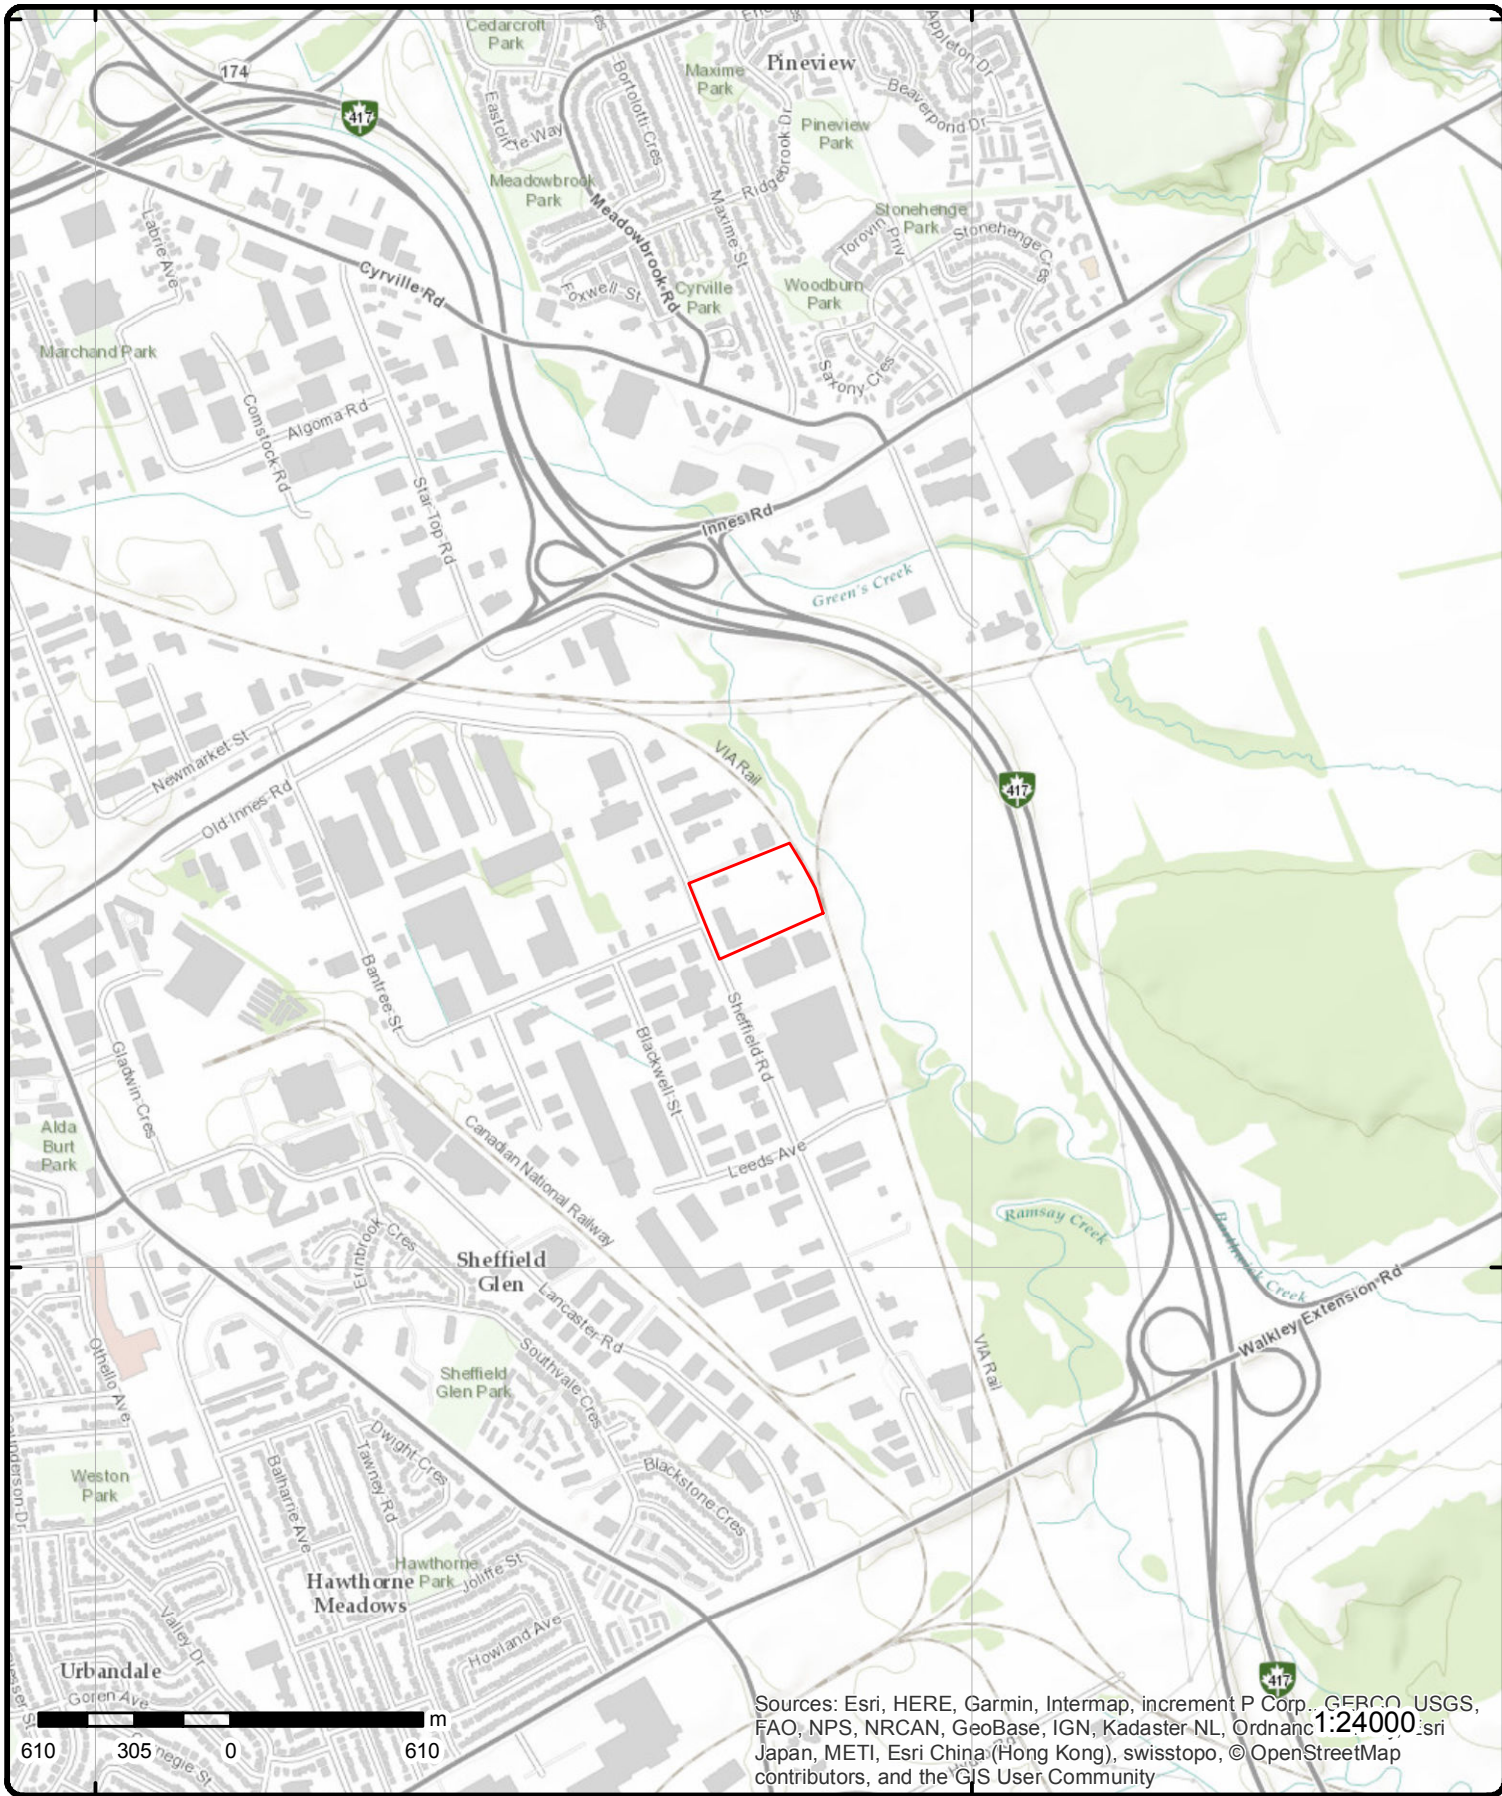 Cedarcroft
Park
174
417
Maxime
Park
Pineview
Appleton Dr
Beaverpond Dr
Bortolotti Cres
Pineview
Park
Ridgebrook Dr
Meadowbrook
Park
Meadowbrook Rd
Maxime St
Stonehenge
Park
Torovin
Priv
Stonehenge Cres
Labrie Ave
Cyrville Rd
Foxwell St
Cyrville
Park
Woodburn
Park
Marchand Park
Saxony Cres
Comstock Rd
Algoma Rd
Star Top Rd
Innes Rd
Green's Creek
Newmarket St
Old Innes Rd
VIA Rail
417
Bantree St
Sheffield Rd
Blackwell St
Gladwin Cres
Alda
Burt
Park
Canadian National Railway
Leeds Ave
Ramsay Creek
Borthwick Creek
Erinbrook
Cres
Sheffield
Glen
Lancaster Rd
Walkley Extension Rd
Othello Ave
Southvale Cres
Sheffield
Glen Park
VIA Rail
Dwight Cres
Tawney Rd
Balharrie Ave
Blackstone Cres
Weston
Park
Hawthorne
Park
Joliffe St
Hawthorne
Meadows
Howland Ave
Valley Dr
Urbandale
Goren Ave
417
m
610
305
0
610
Sources: Esri, HERE, Garmin, Intermap, increment P Corp., GEBCO, USGS,
FAO, NPS, NRCAN, GeoBase, IGN, Kadaster NL, Ordnanc
1:24000
Esri
Japan, METI, Esri China (Hong Kong), swisstopo, © OpenStreetMap
contributors, and the GIS User Community